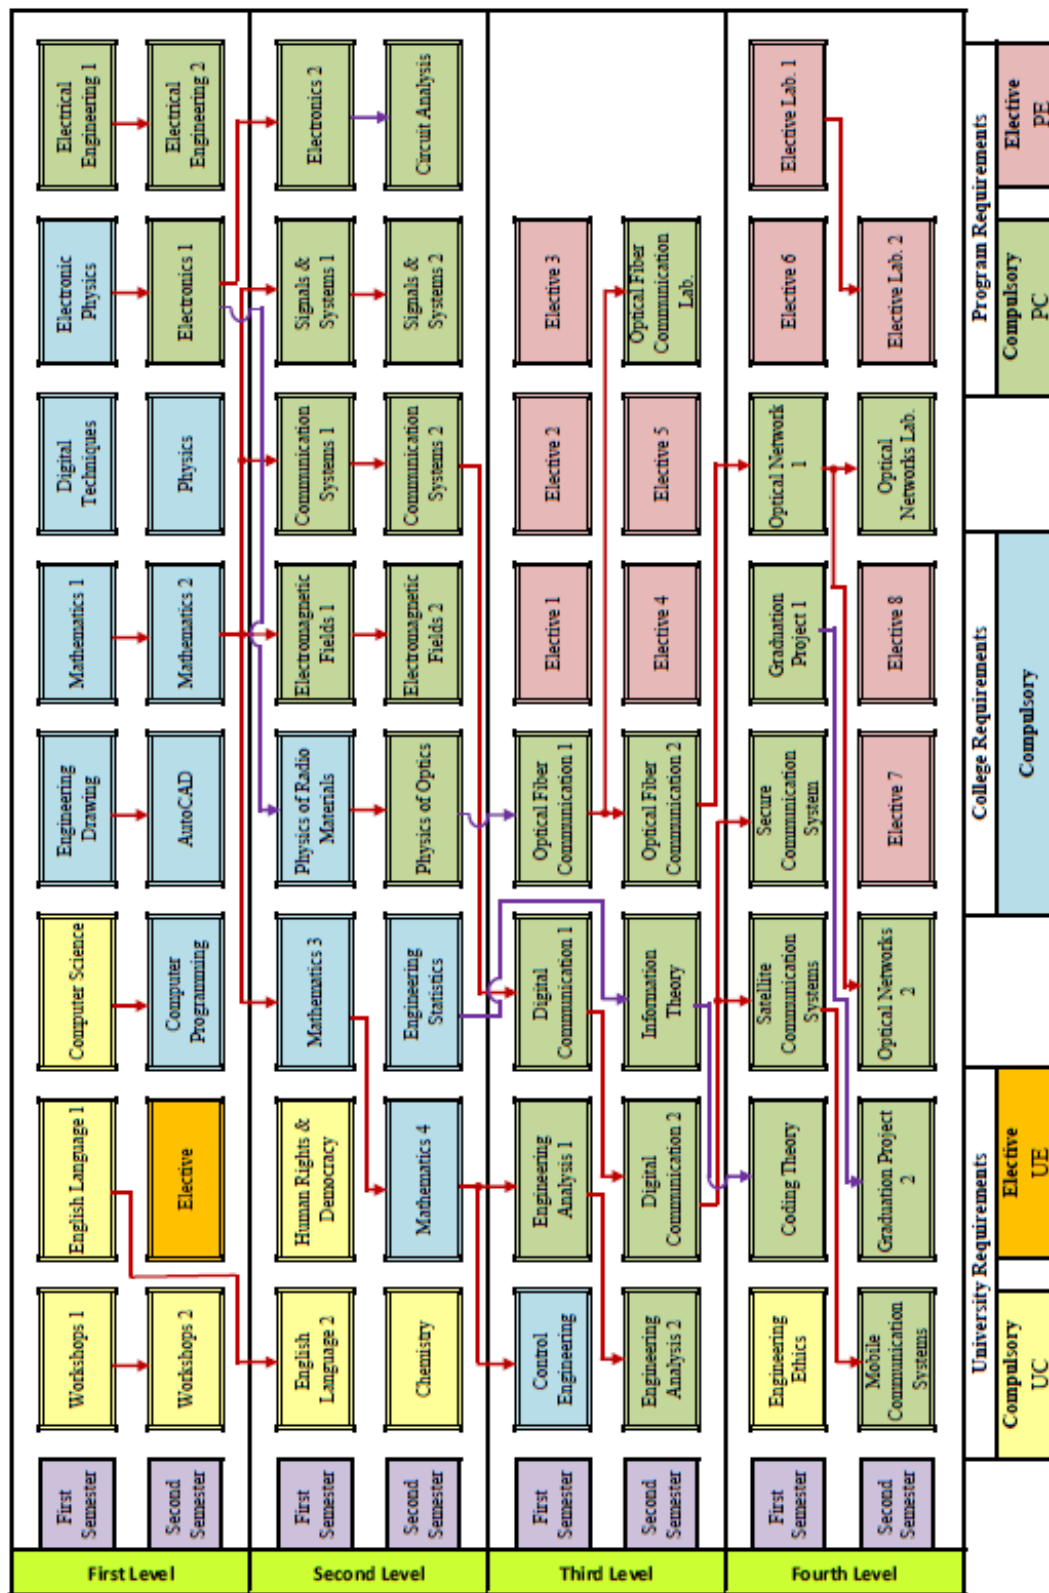 First Level
First
Semester
Workshops 1
English Language 1
Computer Science
Engineering
Drawing
Mathematics 1
Digital
Techniques
Electronic
Physics
Electrical
Engineering 1
Second
Semester
Workshops 2
Elective
Computer
Programming
AutoCAD
Mathematics 2
Physics
Electronics 1
Electrical
Engineering 2
Second Level
First
Semester
English
Language 2
Human Rights &
Democracy
Mathematics 3
Physics of Radio
Materials
Electromagnetic
Fields 1
Communication
Systems 1
Signals &
Systems 1
Electronics 2
Second
Semester
Chemistry
Mathematics 4
Engineering
Statistics
Physics of Optics
Electromagnetic
Fields 2
Communication
Systems 2
Signals &
Systems 2
Circuit Analysis
Third Level
First
Semester
Control
Engineering
Engineering
Analysis 1
Digital
Communication 1
Optical Fiber
Communication 1
Elective 1
Elective 2
Elective 3
Second
Semester
Engineering
Analysis 2
Digital
Communication 2
Information
Theory
Optical Fiber
Communication 2
Elective 4
Elective 5
Optical Fiber
Communication
Lab.
Fourth Level
First
Semester
Engineering
Ethics
Coding Theory
Satellite
Communication
Systems
Secure
Communication
System
Graduation
Project 1
Optical Network
1
Elective 6
Elective Lab. 1
Second
Semester
Mobile
Communication
Systems
Graduation Project
2
Optical Networks
2
Elective 7
Elective 8
Optical
Networks Lab.
Elective Lab. 2
University Requirements
College Requirements
Program Requirements
Compulsory
UC
Elective
UE
Compulsory
Compulsory
PC
Elective
PE